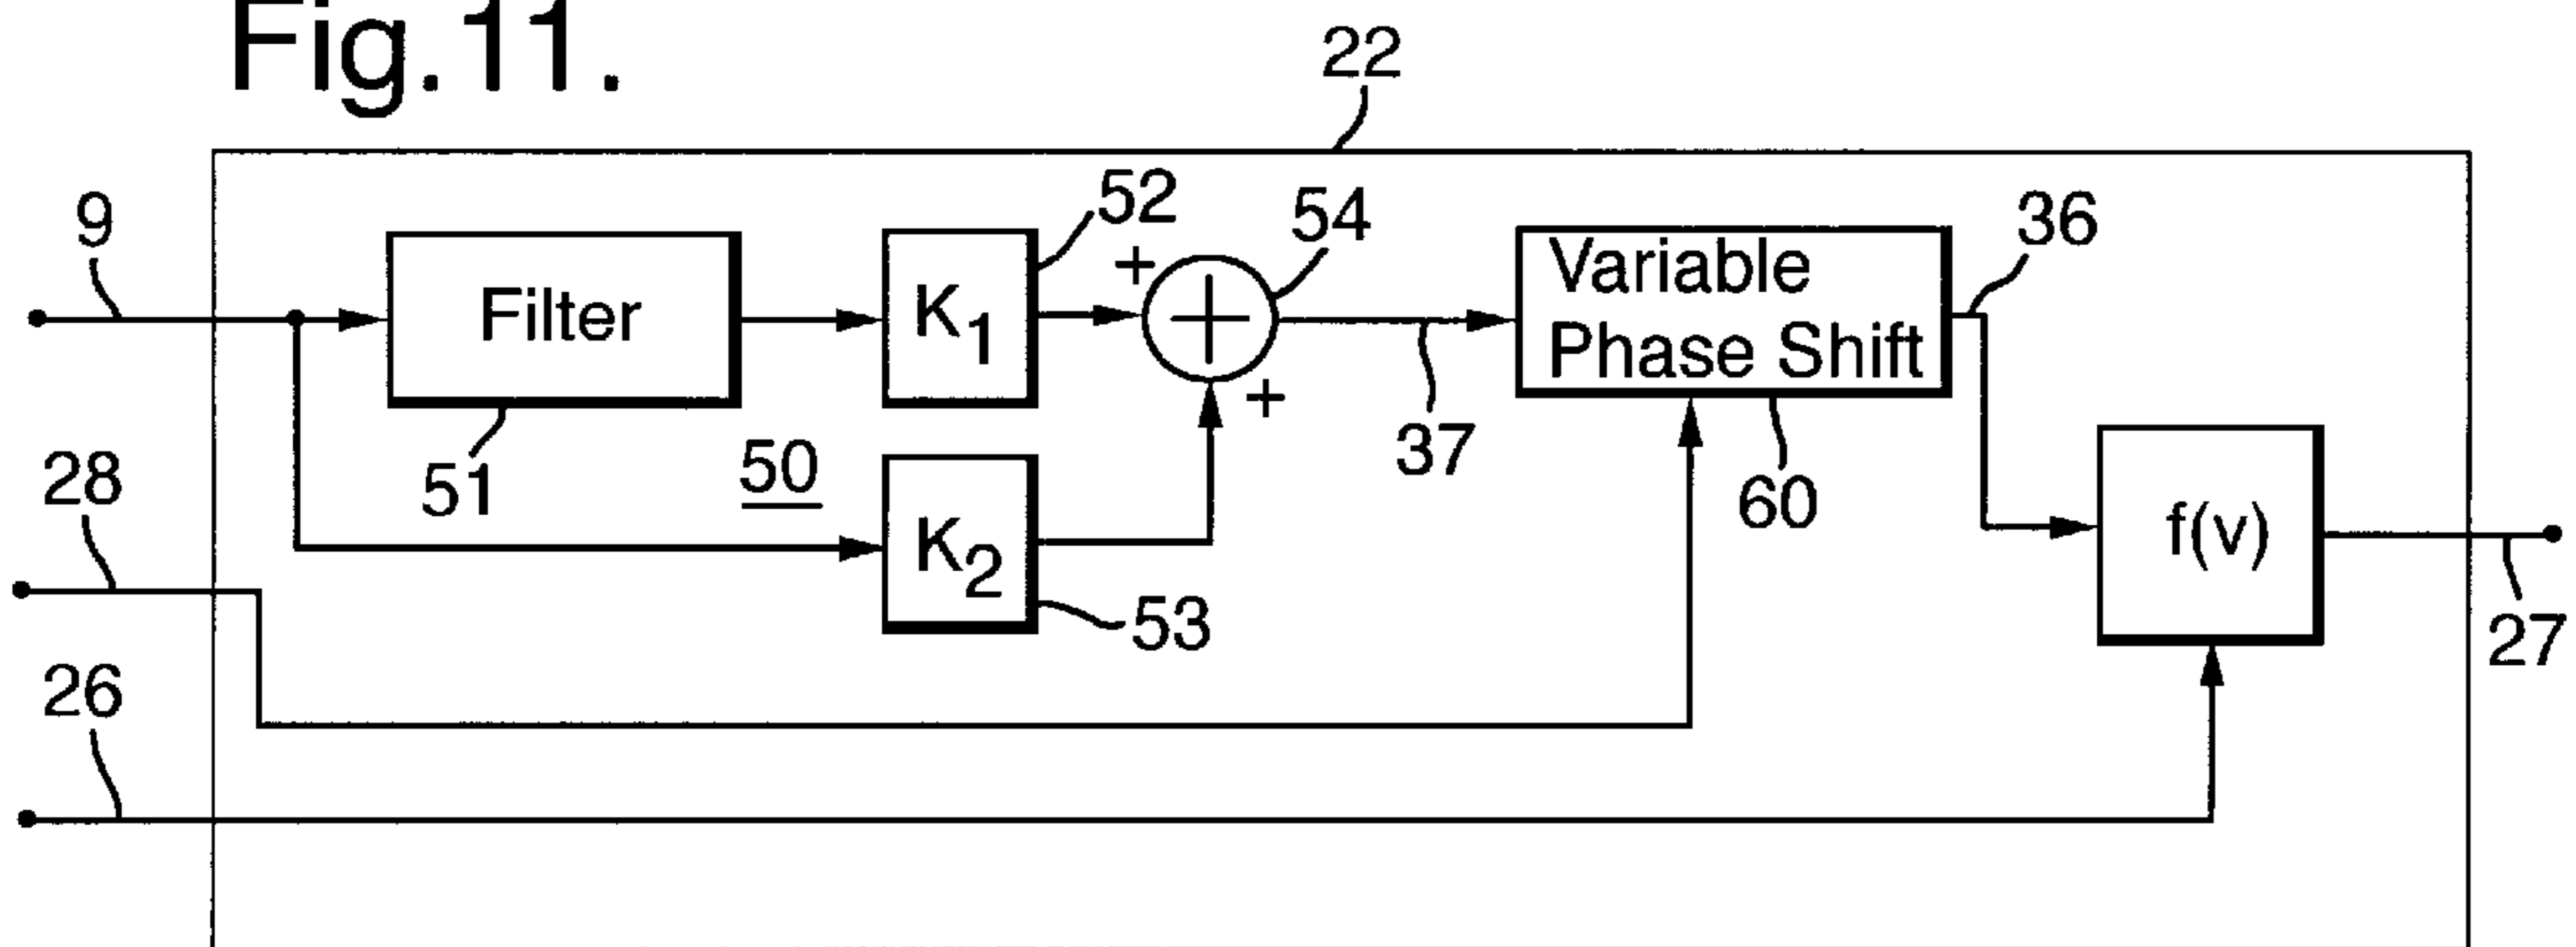 Fig.11.
22
9
52
54
36
Filter
K1
+
Variable
Phase Shift
28
51
50
K2
+
37
60
f(v)
53
26
27